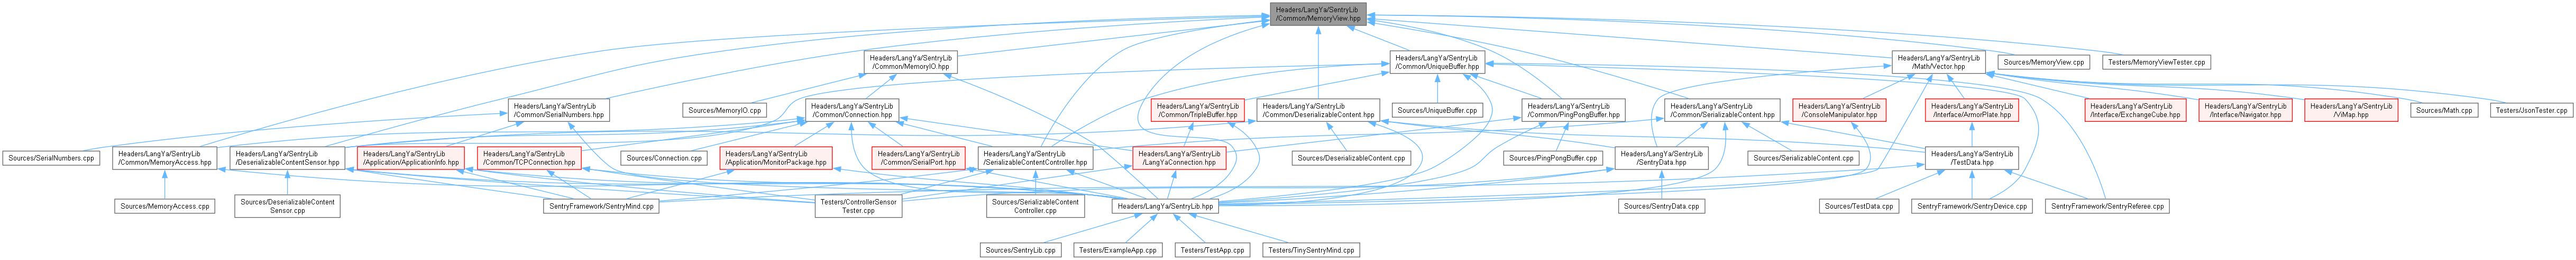 Headers/LangYa/SentryLib
/Common/MemoryView.hpp
Headers/LangYa/SentryLib
/Common/MemoryIO.hpp
Headers/LangYa/SentryLib
/Common/UniqueBuffer.hpp
Headers/LangYa/SentryLib
/Math/Vector.hpp
Sources/MemoryView.cpp
Testers/MemoryViewTester.cpp
Headers/LangYa/SentryLib
/Common/SerialNumbers.hpp
Sources/MemoryIO.cpp
Headers/LangYa/SentryLib
/Common/Connection.hpp
Headers/LangYa/SentryLib
/Common/TripleBuffer.hpp
Headers/LangYa/SentryLib
/Common/DeserializableContent.hpp
Sources/UniqueBuffer.cpp
Headers/LangYa/SentryLib
/Common/PingPongBuffer.hpp
Headers/LangYa/SentryLib
/Common/SerializableContent.hpp
Headers/LangYa/SentryLib
/ConsoleManipulator.hpp
Headers/LangYa/SentryLib
/Interface/ArmorPlate.hpp
Headers/LangYa/SentryLib
/Interface/ExchangeCube.hpp
Headers/LangYa/SentryLib
/Interface/Navigator.hpp
Headers/LangYa/SentryLib
/ViMap.hpp
Sources/Math.cpp
Testers/JsonTester.cpp
Sources/SerialNumbers.cpp
Headers/LangYa/SentryLib
/Common/MemoryAccess.hpp
Headers/LangYa/SentryLib
/DeserializableContentSensor.hpp
Headers/LangYa/SentryLib
/Application/ApplicationInfo.hpp
Headers/LangYa/SentryLib
/Common/TCPConnection.hpp
Sources/Connection.cpp
Headers/LangYa/SentryLib
/Application/MonitorPackage.hpp
Headers/LangYa/SentryLib
/Common/SerialPort.hpp
Headers/LangYa/SentryLib
/SerializableContentController.hpp
Headers/LangYa/SentryLib
/LangYaConnection.hpp
Sources/DeserializableContent.cpp
Sources/PingPongBuffer.cpp
Headers/LangYa/SentryLib
/SentryData.hpp
Sources/SerializableContent.cpp
Headers/LangYa/SentryLib
/TestData.hpp
Sources/MemoryAccess.cpp
Sources/DeserializableContent
Sensor.cpp
SentryFramework/SentryMind.cpp
Testers/ControllerSensor
Tester.cpp
Sources/SerializableContent
Controller.cpp
Headers/LangYa/SentryLib.hpp
Sources/SentryData.cpp
Sources/TestData.cpp
SentryFramework/SentryDevice.cpp
SentryFramework/SentryReferee.cpp
Sources/SentryLib.cpp
Testers/ExampleApp.cpp
Testers/TestApp.cpp
Testers/TinySentryMind.cpp